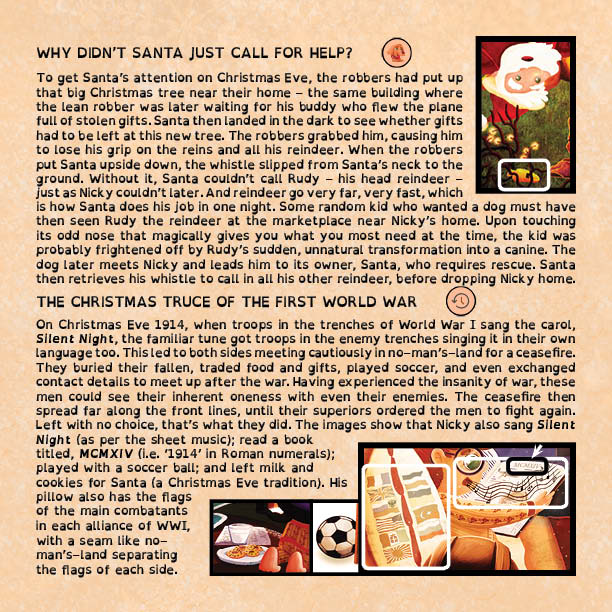 WHY DIDN'T SANTA JUST CALL FOR HELP?
To get Santa's attention on Christmas Eve, the robbers had put up
that big Christmas tree near their home – the same building where
the lean robber was later waiting for his buddy who flew the plane
full of stolen gifts. Santa then landed in the dark to see whether gifts
had to be left at this new tree. The robbers grabbed him, causing him
to lose his grip on the reins and all his reindeer. When the robbers
put Santa upside down, the whistle slipped from Santa's neck to the
ground. Without it, Santa couldn't call Rudy – his head reindeer –
just as Nicky couldn't later. And reindeer go very far, very fast, which
is how Santa does his job in one night. Some random kid who wanted a dog must have
then seen Rudy the reindeer at the marketplace near Nicky's home. Upon touching
its odd nose that magically gives you what you most need at the time, the kid was
probably frightened off by Rudy's sudden, unnatural transformation into a canine. The
dog later meets Nicky and leads him to its owner, Santa, who requires rescue. Santa
then retrieves his whistle to call in all his other reindeer, before dropping Nicky home.
THE CHRISTMAS TRUCE OF THE FIRST WORLD WAR
On Christmas Eve 1914, when troops in the trenches of World War I sang the carol,
Silent Night, the familiar tune got troops in the enemy trenches singing it in their own
language too. This led to both sides meeting cautiously in no-man's-land for a ceasefire.
They buried their fallen, traded food and gifts, played soccer, and even exchanged
contact details to meet up after the war. Having experienced the insanity of war, these
men could see their inherent oneness with even their enemies. The ceasefire then
spread far along the front lines, until their superiors ordered the men to fight again.
Left with no choice, that's what they did. The images show that Nicky also sang Silent
Night (as per the sheet music); read a book
titled, MCMXIV (i.e. '1914' in Roman numerals);
played with a soccer ball; and left milk and
cookies for Santa (a Christmas Eve tradition). His
pillow also has the flags
of the main combatants
in each alliance of WWI,
with a seam like no-
man's-land separating
the flags of each side.
MCMXIV